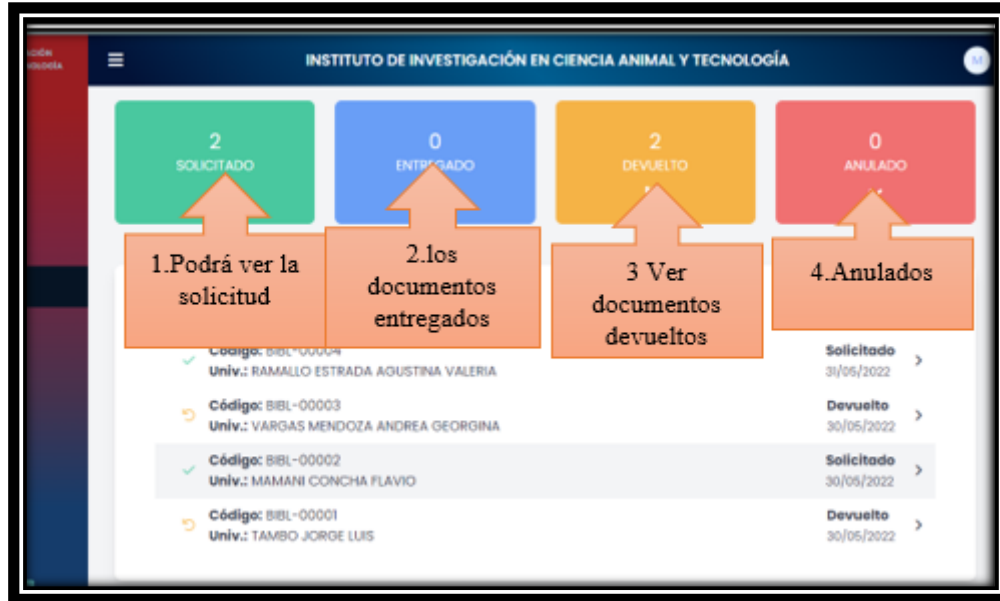 INSTITUTO DE INVESTIGACIÓN EN CIENCIA ANIMAL Y TECNOLOGÍA
M
2
SOLICITADO
0
ENTREGADO
2
DEVUELTO
0
ANULADO
1.Podrá ver la
solicitud
2.los
documentos
entregados
3 Ver
documentos
devueltos
4.Anulados
Código: BIBL-00004
Univ.: RAMALLO ESTRADA AGUSTINA VALERIA
Solicitado
31/05/2022
Código: BIBL-00003
Univ.: VARGAS MENDOZA ANDREA GEORGINA
Devuelto
30/05/2022
Código: BIBL-00002
Univ.: MAMANI CONCHA FLAVIO
Solicitado
30/05/2022
Código: BIBL-00001
Univ.: TAMBO JORGE LUIS
Devuelto
30/05/2022